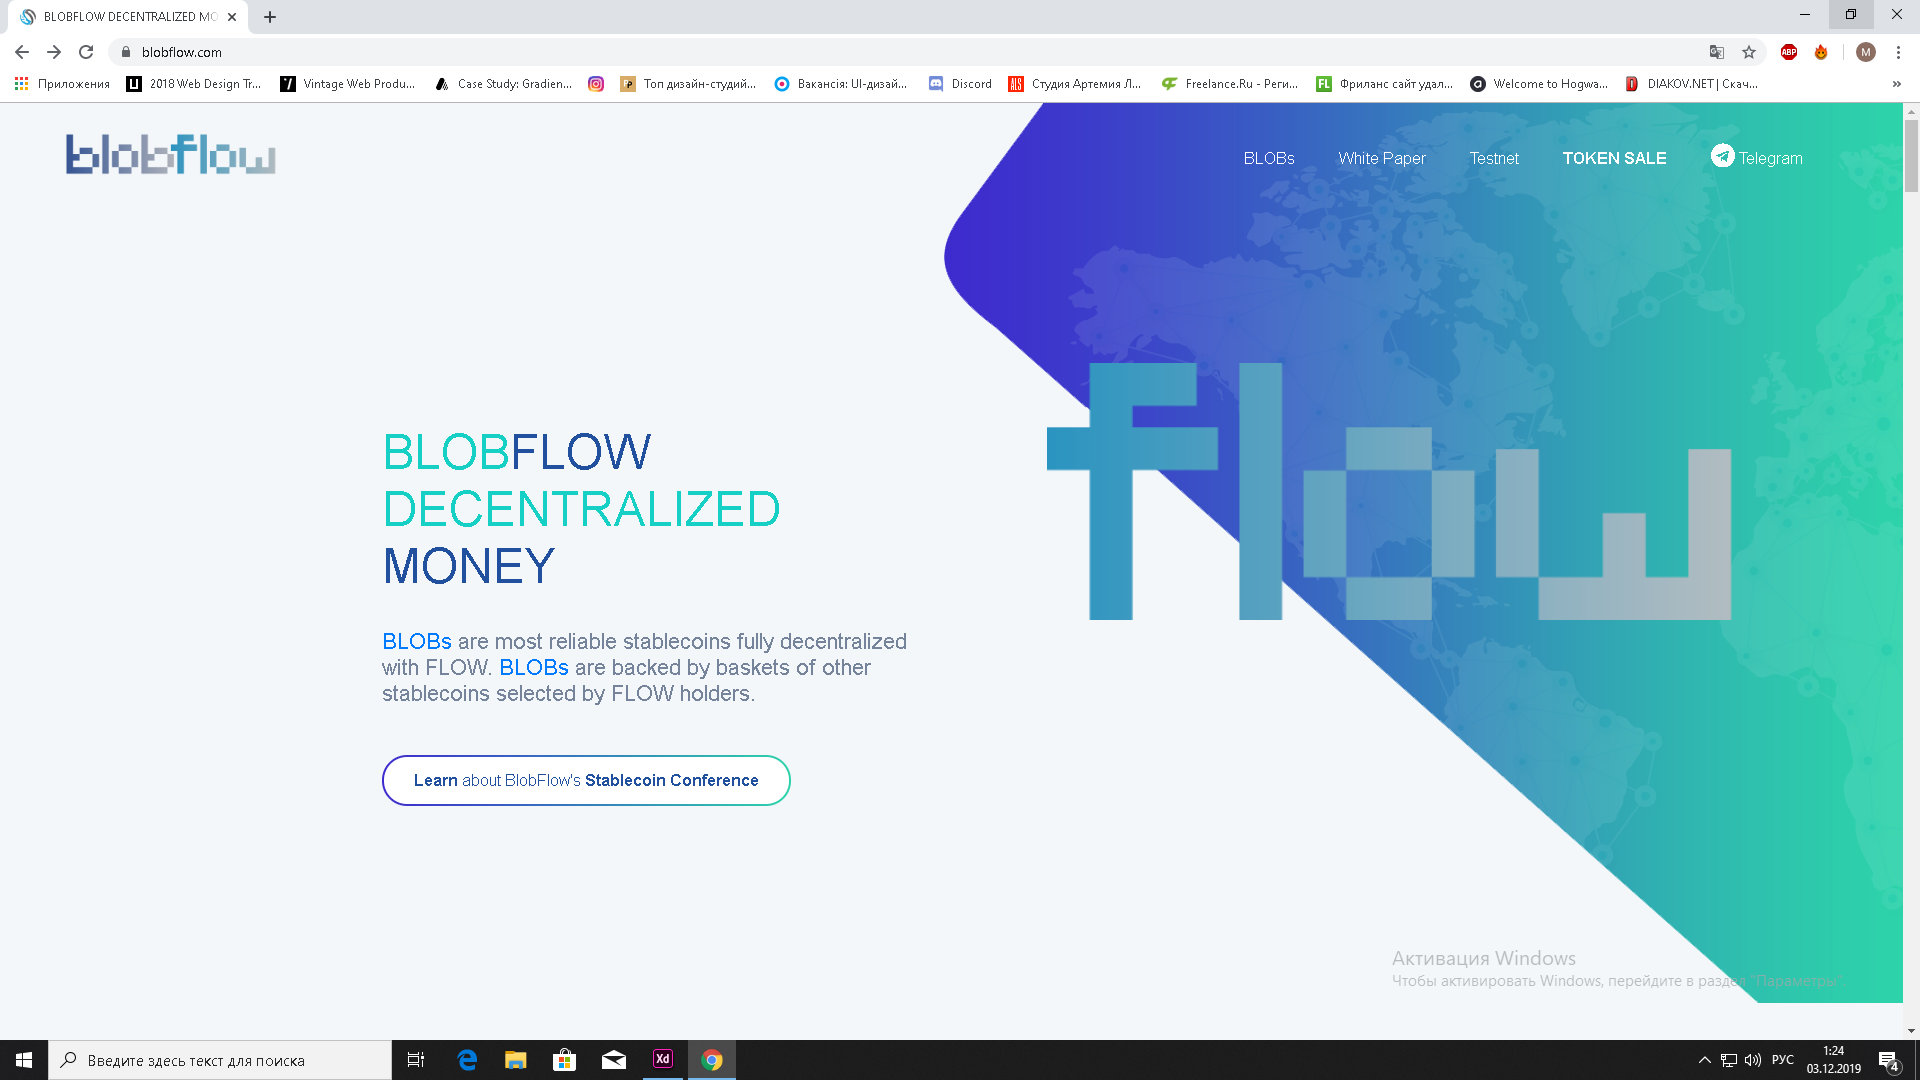 BLOBFLOW DECENTRALIZED MO
blobflow.com
ABP
M
Приложения
2018 Web Design Tr...
Vintage Web Produ...
Case Study: Gradien...
Топ дизайн-студий...
Вакансія: UI-дизай...
Discord
Студия Артемия Л...
Freelance.Ru - Реги...
FL
Фриланс сайт удал...
Welcome to Hogwa...
DIAKOV.NET | Скач...
»
blobflow
BLOBs
White Paper
Testnet
TOKEN SALE
Telegram
flow
BLOBFLOW
DECENTRALIZED
MONEY
BLOBs are most reliable stablecoins fully decentralized
with FLOW. BLOBs are backed by baskets of other
stablecoins selected by FLOW holders.
Learn about BlobFlow's Stablecoin Conference
Активация Windows
Чтобы активировать Windows, перейдите в раздел "Параметры".
Введите здесь текст для поиска
Xd
РУС
1:24
03.12.2019
4